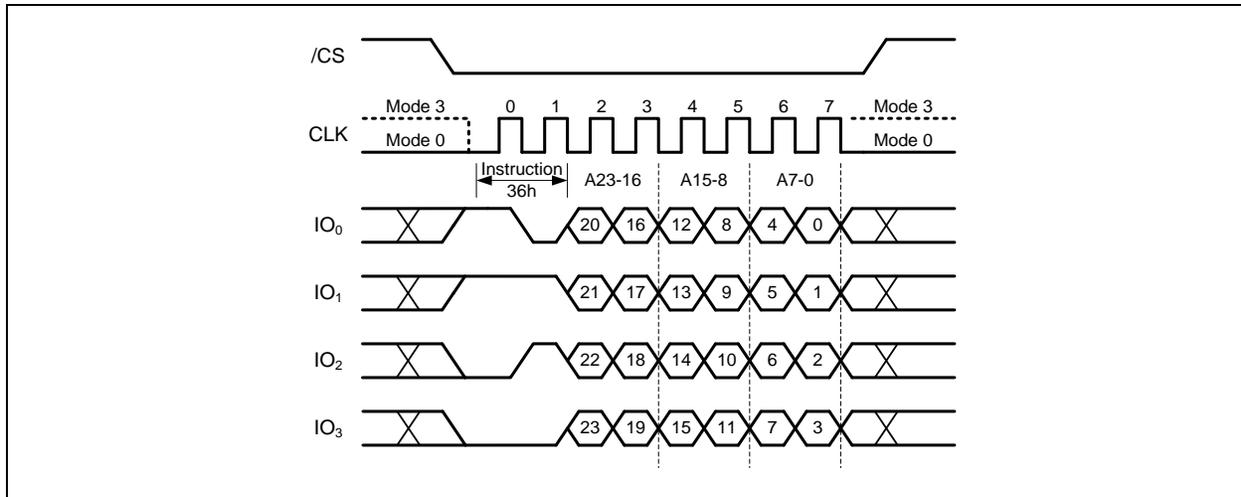 /CS
Mode 3 0 1 2 3 4 5 6 7 Mode 3
CLK Mode 0 Mode 0
Instruction
36h A23-16 A15-8 A7-0
IO₀ 20 16 12 8 4 0
IO₁ 21 17 13 9 5 1
IO₂ 22 18 14 10 6 2
IO₃ 23 19 15 11 7 3